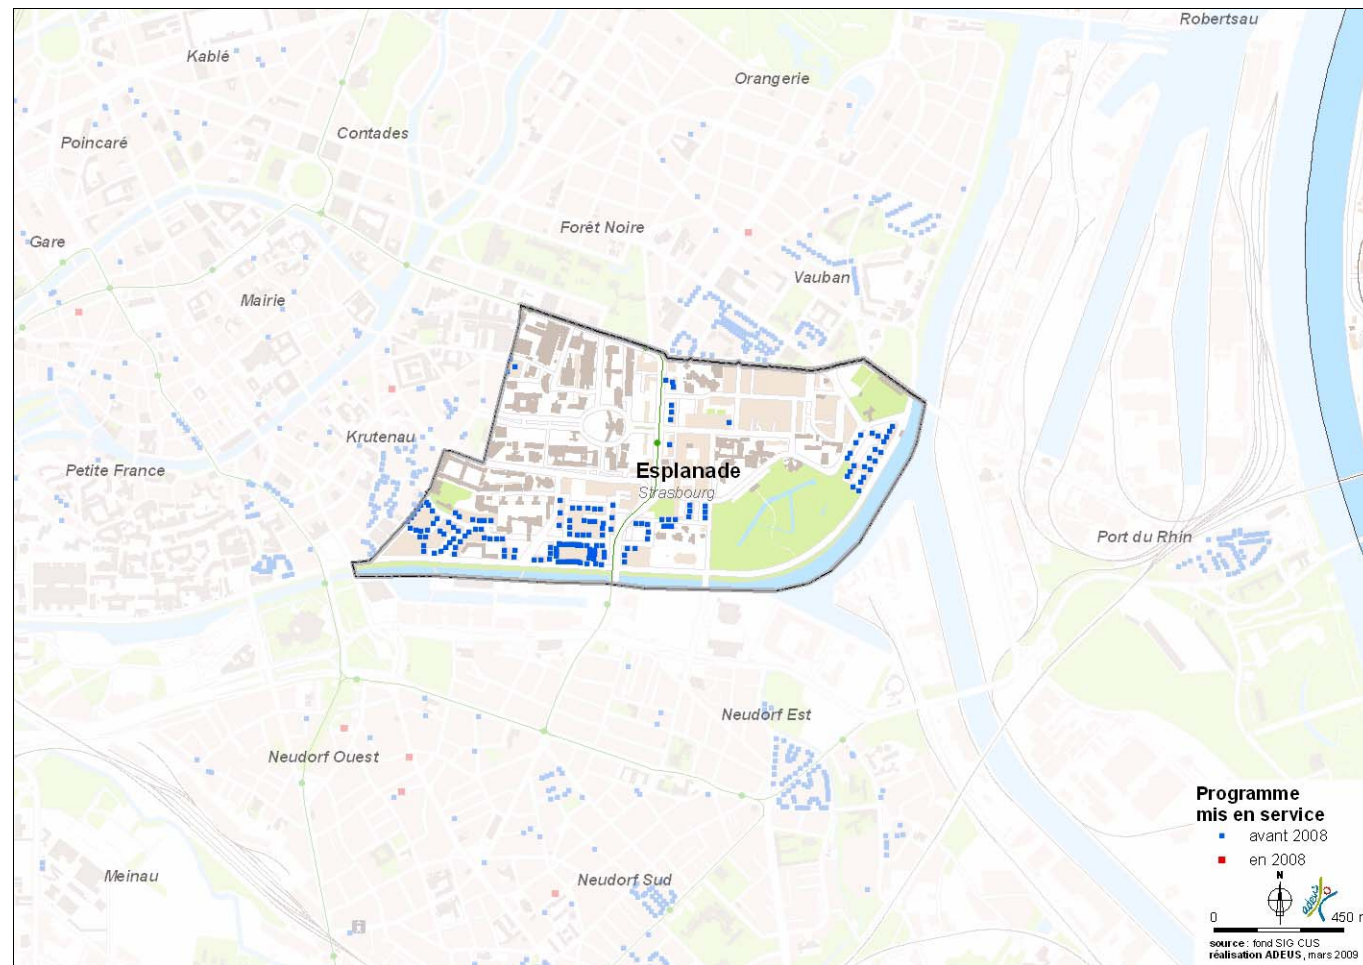 Robertsau
Kablé
Orangerie
Contades
Poincaré
Forêt Noire
Gare
Vauban
Mairie
Krutenau
Petite France
Esplanade
Strasbourg
Port du Rhin
Neudorf Est
Neudorf Ouest
Programme
mis en service
avant 2008
en 2008
Meinau
Neudorf Sud
N
adeus
0 450 m
source : fond SIG CUS
réalisation ADEUS, mars 2009